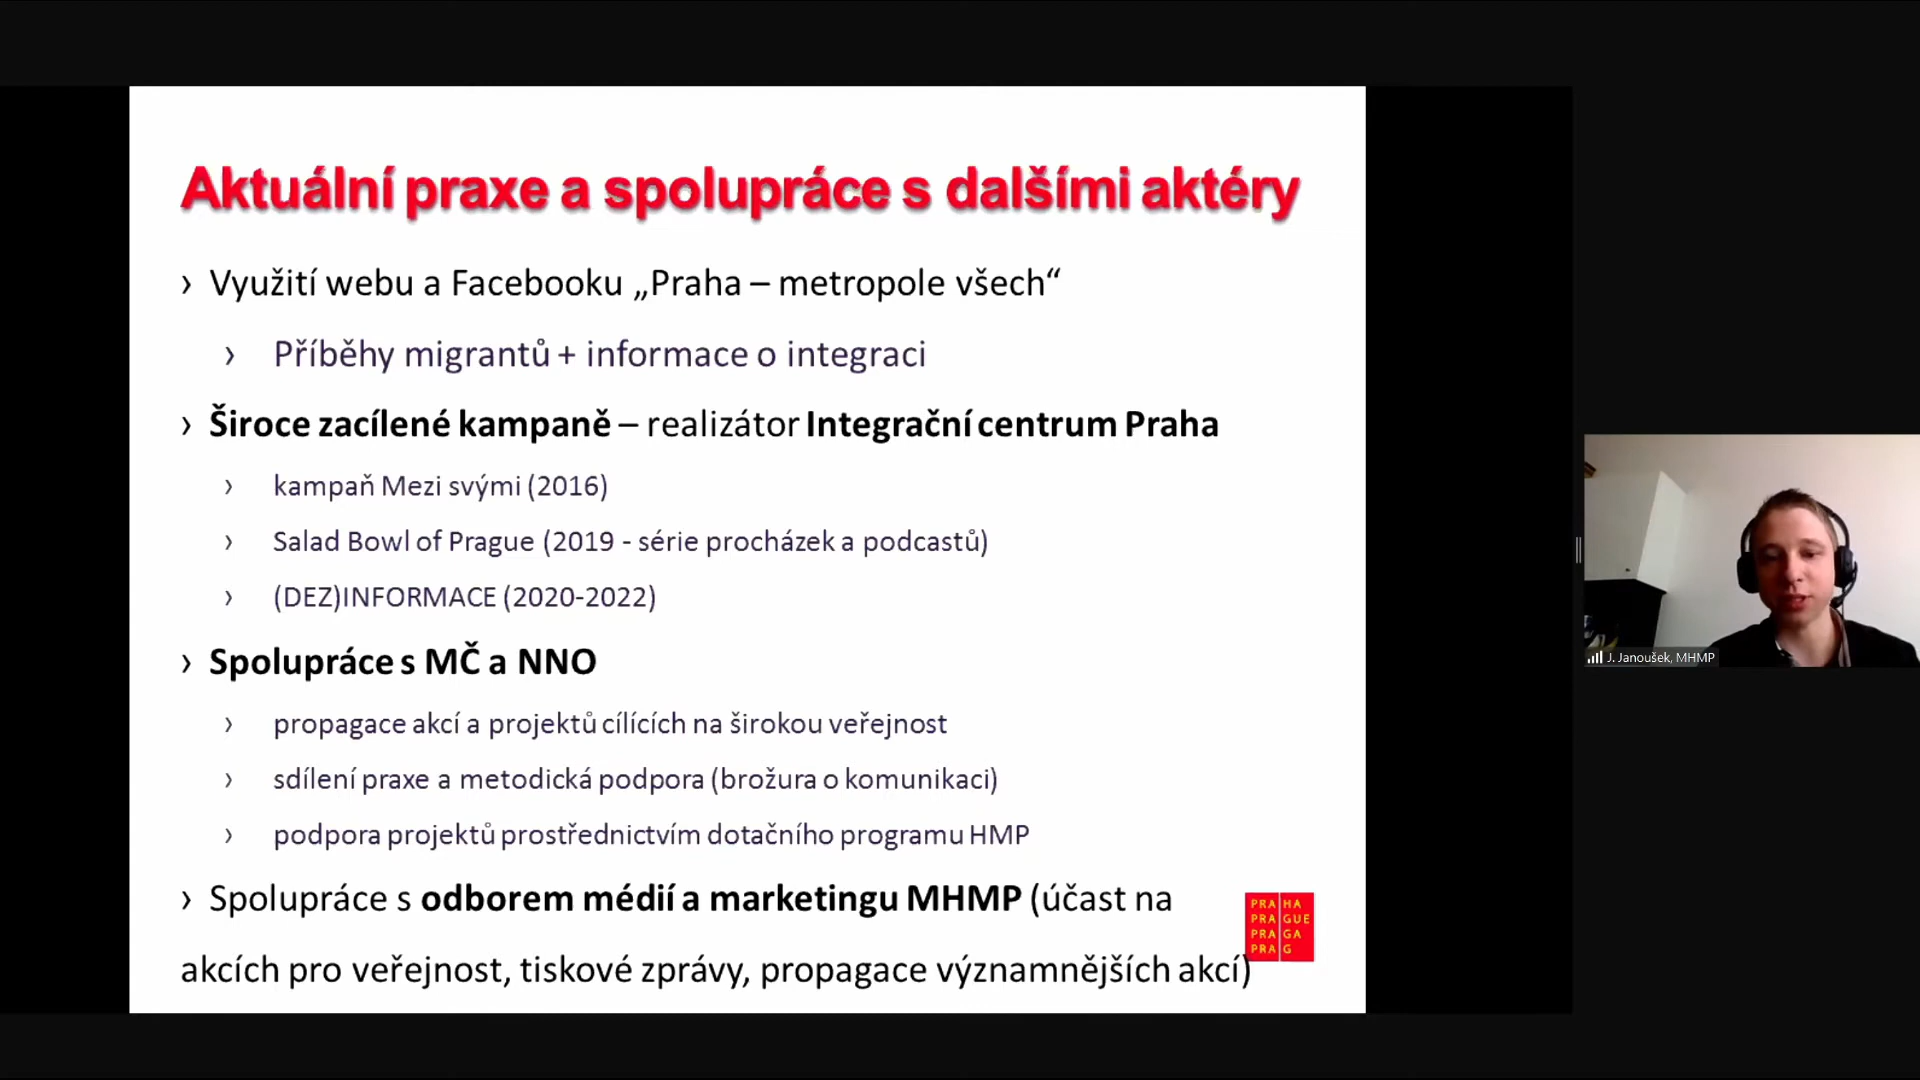 Aktuální praxe a spolupráce s dalšími aktéry
› Využití webu a Facebooku „Praha – metropole všech“
› Příběhy migrantů + informace o integraci
› Široce zacílené kampaně – realizátor Integrační centrum Praha
› kampaň Mezi svými (2016)
› Salad Bowl of Prague (2019 - série procházek a podcastů)
› (DEZ)INFORMACE (2020-2022)
› Spolupráce s MČ a NNO
› propagace akcí a projektů cílících na širokou veřejnost
› sdílení praxe a metodická podpora (brožura o komunikaci)
› podpora projektů prostřednictvím dotačního programu HMP
› Spolupráce s odborem médií a marketingu MHMP (účast na
akcích pro veřejnost, tiskové zprávy, propagace významnějších akcí)
PRA HA
PRA GUE
PRA GA
PRA G
J. Janoušek, MHMP